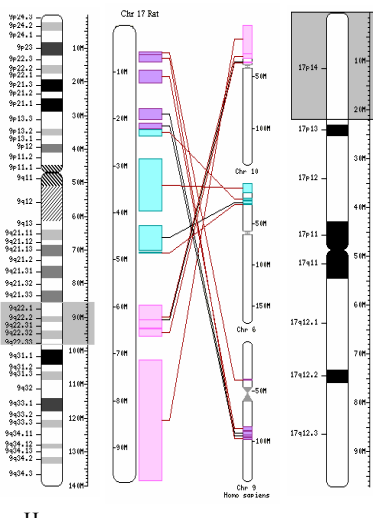 Chr 17 Rat
9p24.3
9p24.2
9p24.1
9p23
9p22.3
9p22.2
9p22.1
9p21.3
9p21.2
9p21.1
9p13.3
9p13.2
9p13.1
9p12
9p11.2
9p11.1
9q11
9q12
9q13
9q21.11
9q21.12
9q21.13
9q21.2
9q21.31
9q21.32
9q21.33
9q22.1
9q22.2
9q22.31
9q22.32
9q22.33
9q31.1
9q31.2
9q31.3
9q32
9q33.1
9q33.2
9q33.3
9q34.11
9q34.12
9q34.13
9q34.2
9q34.3
10M
20M
30M
40M
50M
60M
70M
80M
90M
100M
110M
120M
130M
140M
10M
20M
30M
40M
50M
60M
70M
80M
90M
50M
100M
Chr 10
50M
100M
150M
Chr 6
50M
100M
Chr 9
Homo sapiens
17p14
17p13
17p12
17p11
17q11
17q12.1
17q12.2
17q12.3
10M
20M
30M
40M
50M
60M
70M
80M
90M